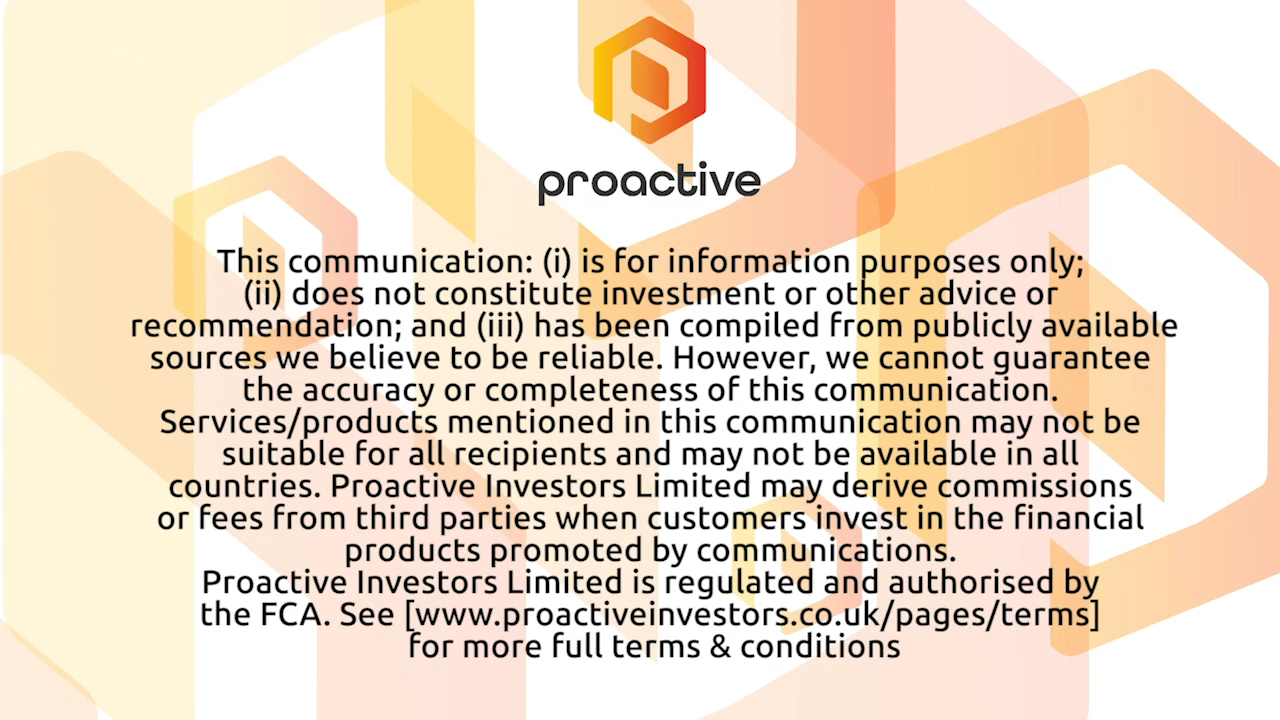 proactive
This communication: (i) is for information purposes only;
(ii) does not constitute investment or other advice or
recommendation; and (iii) has been compiled from publicly available
sources we believe to be reliable. However, we cannot guarantee
the accuracy or completeness of this communication.
Services/products mentioned in this communication may not be
suitable for all recipients and may not be available in all
countries. Proactive Investors Limited may derive commissions
or fees from third parties when customers invest in the financial
products promoted by communications.
Proactive Investors Limited is regulated and authorised by
the FCA. See [www.proactiveinvestors.co.uk/pages/terms]
for more full terms & conditions